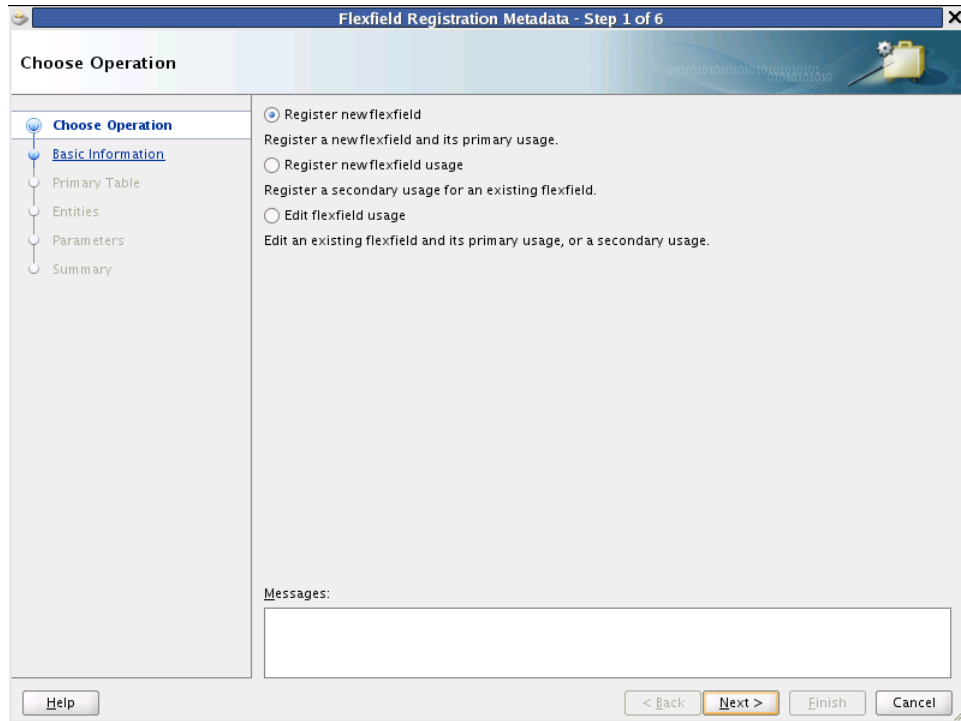 Flexfield Registration Metadata - Step 1 of 6
Choose Operation
Choose Operation
Basic Information
Primary Table
Entities
Parameters
Summary
Register new flexfield
Register a new flexfield and its primary usage.
Register new flexfield usage
Register a secondary usage for an existing flexfield.
Edit flexfield usage
Edit an existing flexfield and its primary usage, or a secondary usage.
Messages:
Help
< Back
Next >
Finish
Cancel